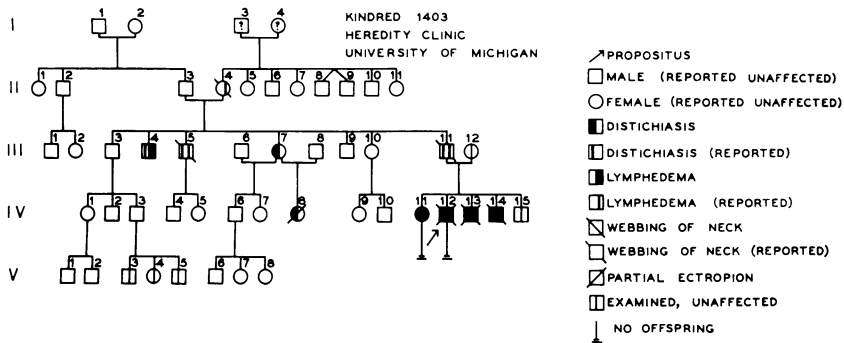 KINDRED 1403
HEREDITY CLINIC
UNIVERSITY OF MICHIGAN
I 1 2 3 4
? ?
II 1 2 3 4 5 6 7 8 9 10 11
III 1 2 3 4 5 6 7 8 9 10 11 12
IV 1 2 3 4 5 6 7 8 9 10 11 12 13 14 15
V 1 2 3 4 5 6 7 8
PROPOSITUS
MALE (REPORTED UNAFFECTED)
FEMALE (REPORTED UNAFFECTED)
DISTICHIASIS
DISTICHIASIS (REPORTED)
LYMPHEDEMA
LYMPHEDEMA (REPORTED)
WEBBING OF NECK
WEBBING OF NECK (REPORTED)
PARTIAL ECTROPION
EXAMINED, UNAFFECTED
NO OFFSPRING